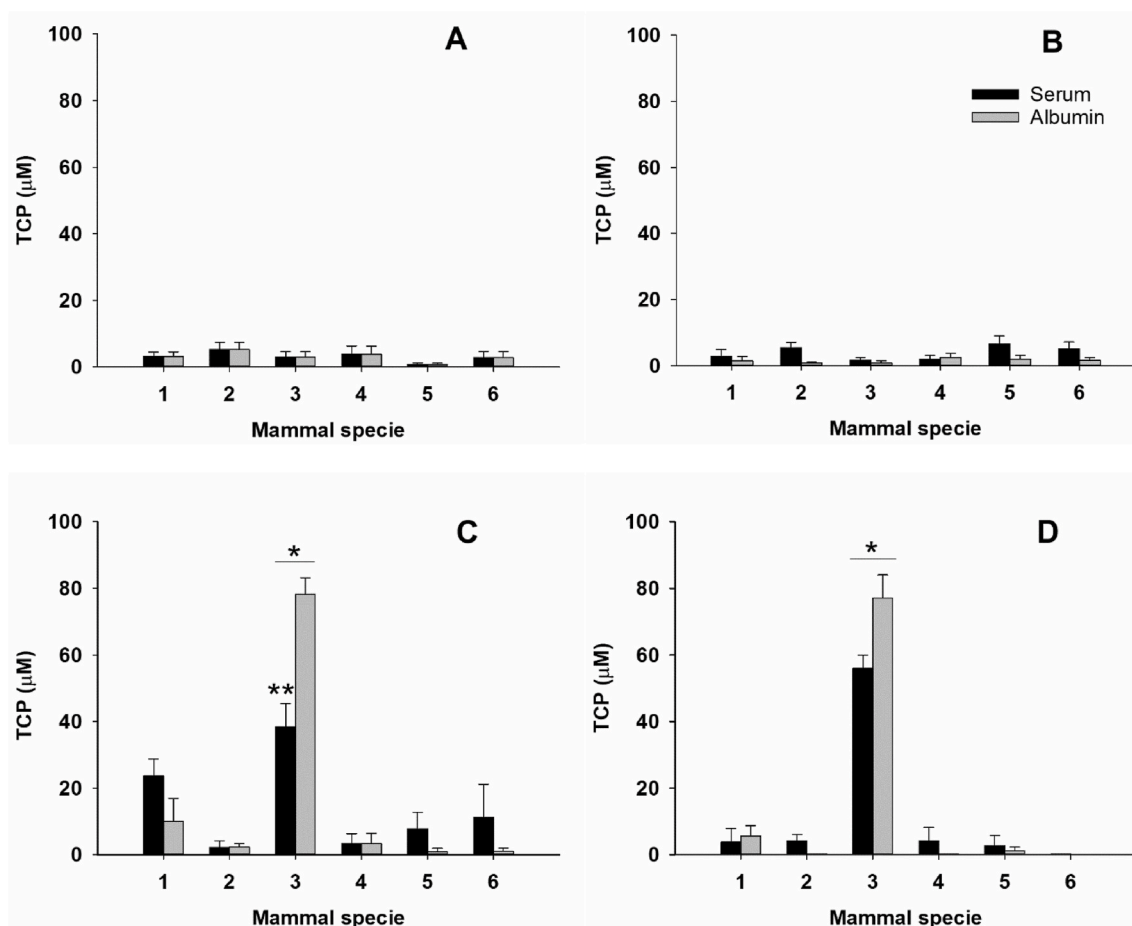 A
100
80
60
40
20
0
TCP (μM)
1 2 3 4 5 6
Mammal specie
B
Serum
Albumin
100
80
60
40
20
0
TCP (μM)
1 2 3 4 5 6
Mammal specie
C
100
80
60
40
20
0
TCP (μM)
*
**
1 2 3 4 5 6
Mammal specie
D
100
80
60
40
20
0
TCP (μM)
*
1 2 3 4 5 6
Mammal specie